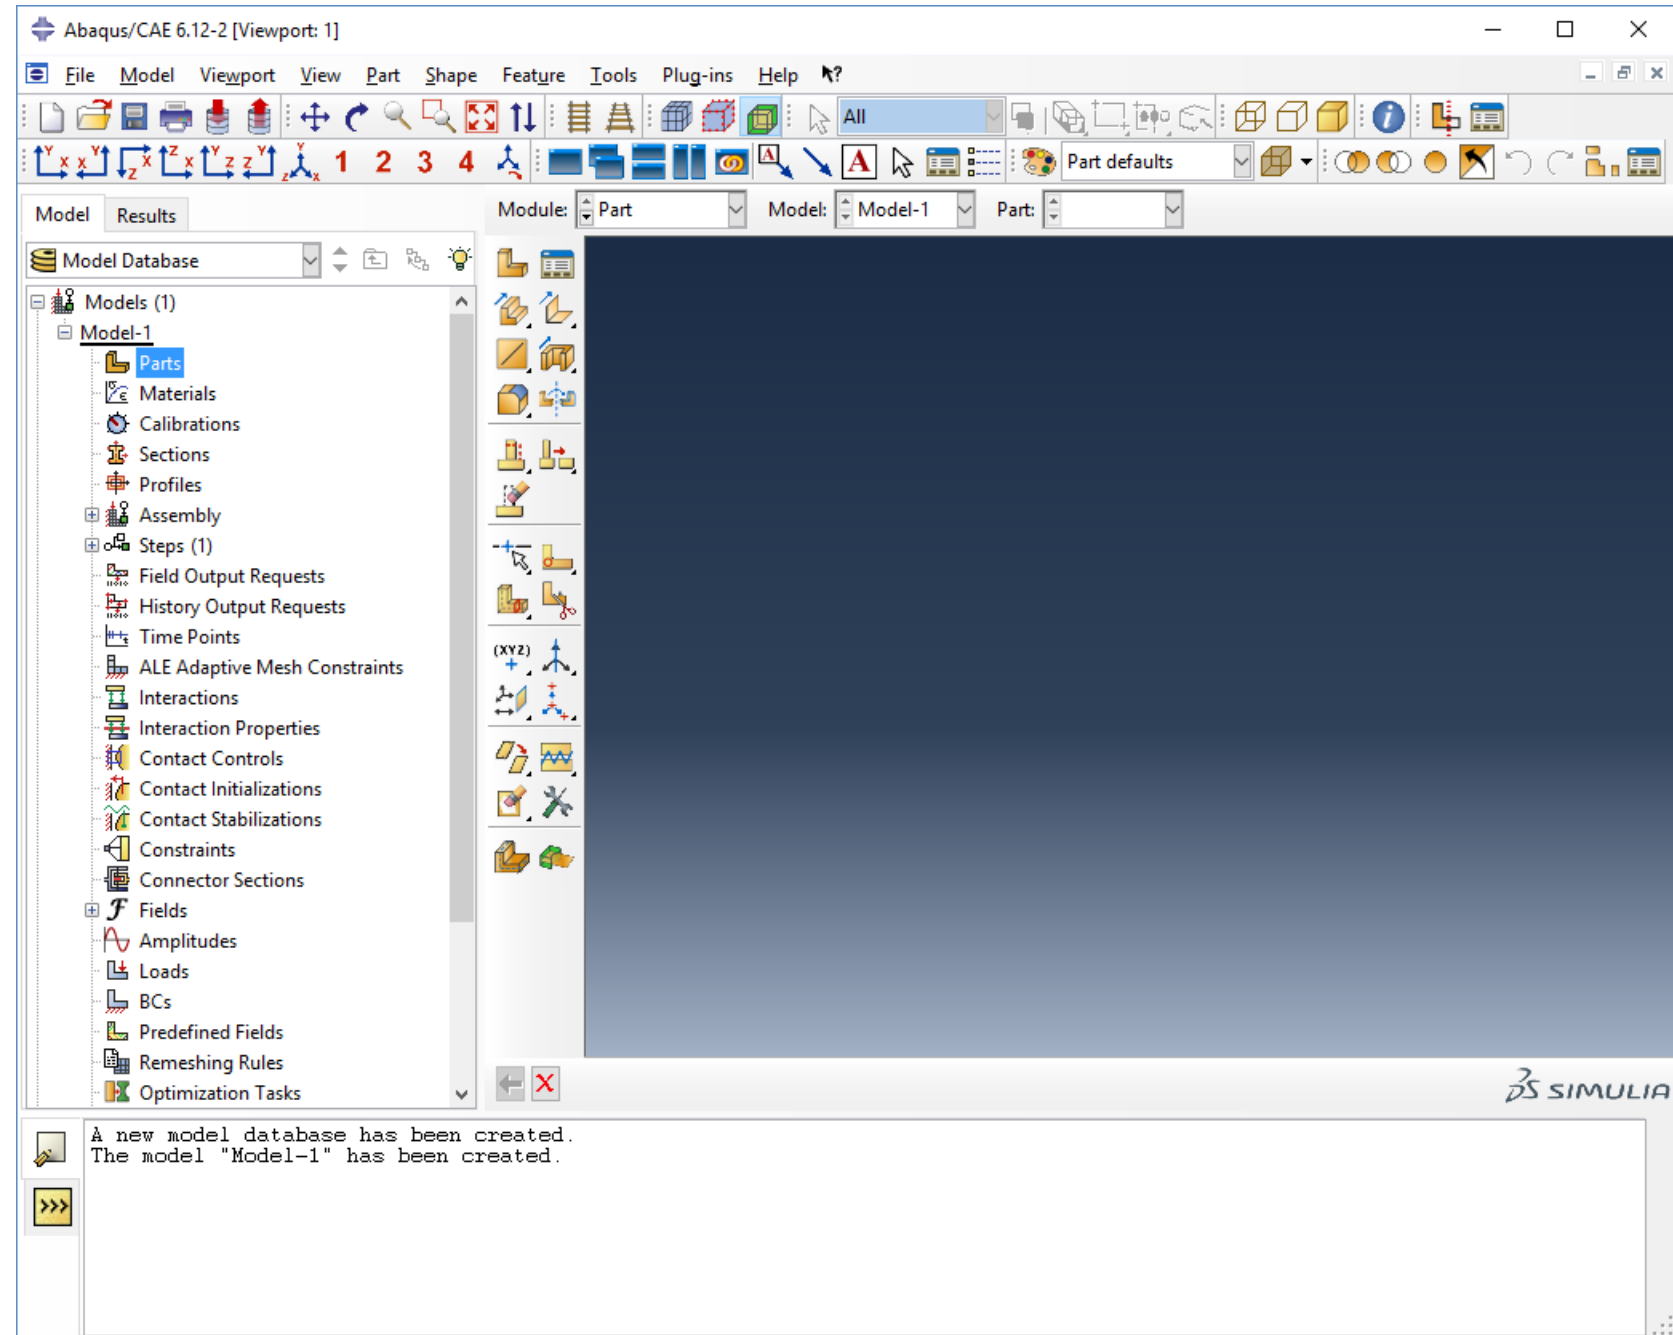 Abaqus/CAE 6.12-2 [Viewport: 1]
File Model Viewport View Part Shape Feature Tools Plug-ins Help ?
All
1 2 3 4 A Part defaults
Model Results Module: Part Model: Model-1 Part:
Model Database
Models (1)
Model-1
Parts
Materials
Calibrations
Sections
Profiles
Assembly
Steps (1)
Field Output Requests
History Output Requests
Time Points
(XYZ)
ALE Adaptive Mesh Constraints
Interactions
Interaction Properties
Contact Controls
Contact Initializations
Contact Stabilizations
Constraints
Connector Sections
Fields
Amplitudes
Loads
BCs
Predefined Fields
Remeshing Rules
Optimization Tasks
SIMULIA
A new model database has been created.
The model "Model-1" has been created.
>>>